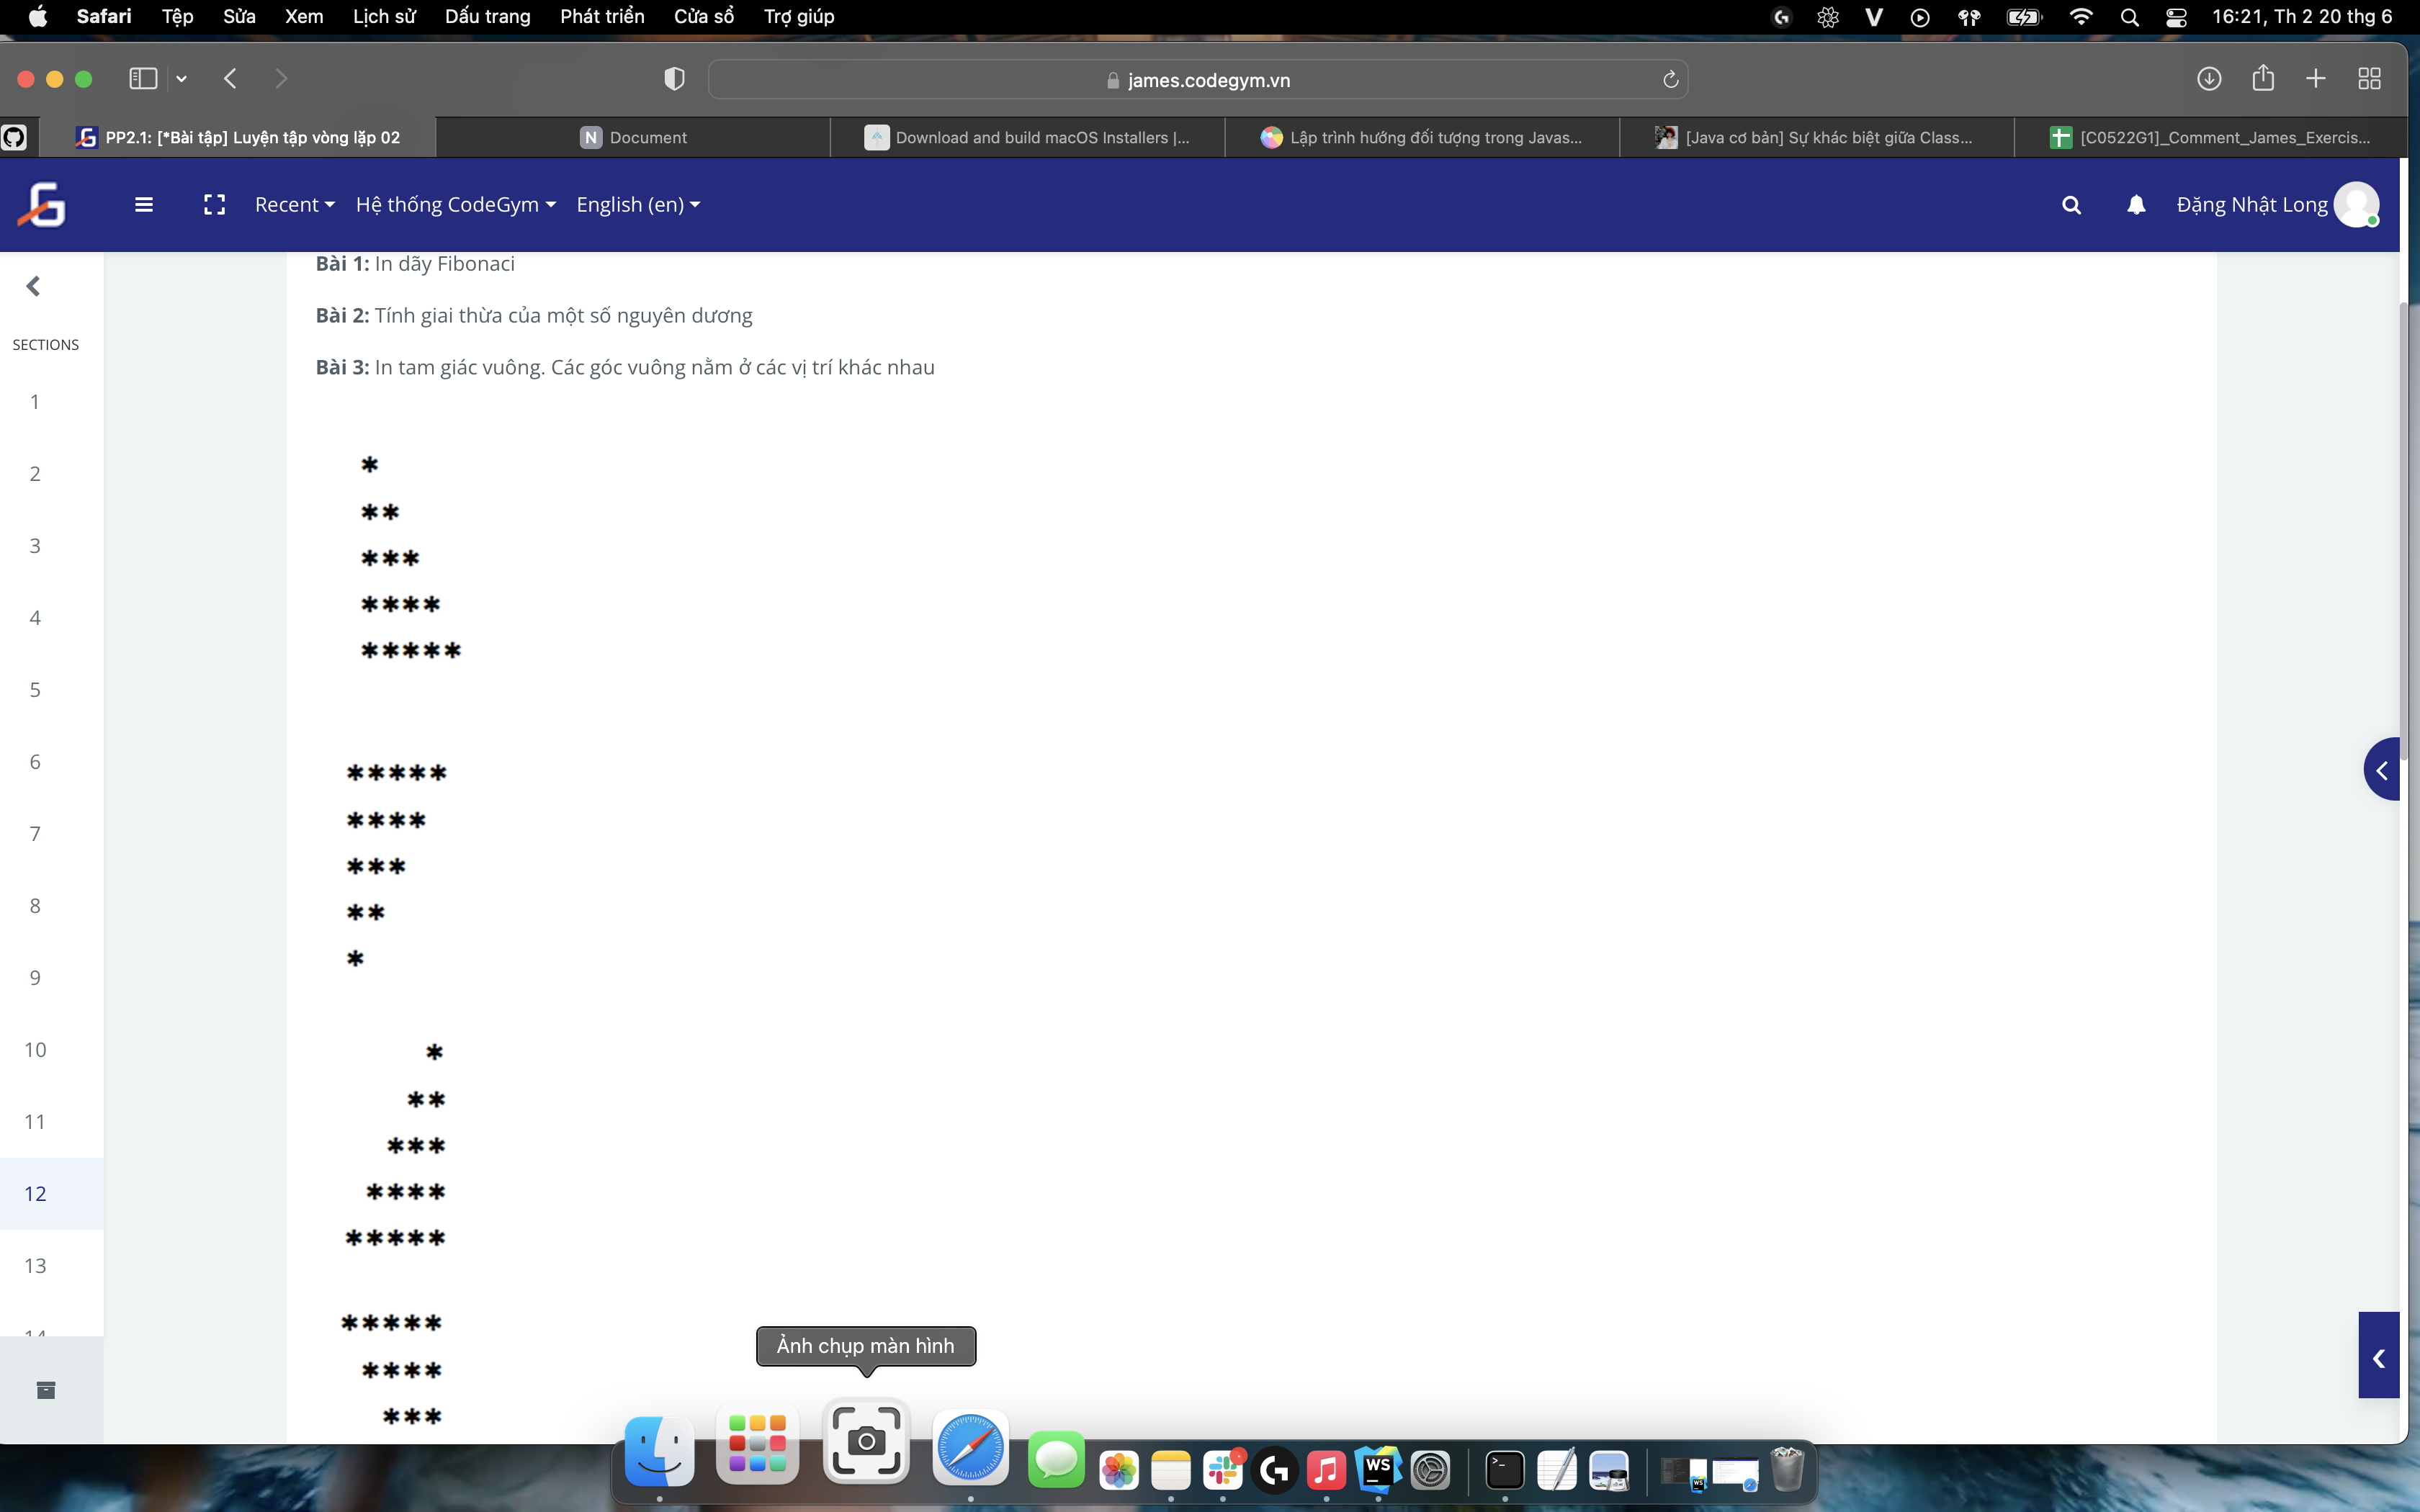 Safari Tệp Sửa Xem Lịch sử Dấu trang Phát triển Cửa sổ Trợ giúp 16:21, Th 2 20 thg 6
james.codegym.vn
PP2.1: [*Bài tập] Luyện tập vòng lặp 02
Document
Download and build macOS Installers |...
Lập trình hướng đối tượng trong Javas...
[Java cơ bản] Sự khác biệt giữa Class...
[C0522G1]_Comment_James_Exercis...
Recent Hệ thống CodeGym English (en) Đặng Nhật Long
Bài 1: In dãy Fibonaci
Bài 2: Tính giai thừa của một số nguyên dương
Bài 3: In tam giác vuông. Các góc vuông nằm ở các vị trí khác nhau
SECTIONS
1
2
3
4
5
6
7
8
9
10
11
12
13
14
*
**
***
****
*****
*****
****
***
**
*
*
**
***
****
*****
*****
****
***
Ảnh chụp màn hình
WS